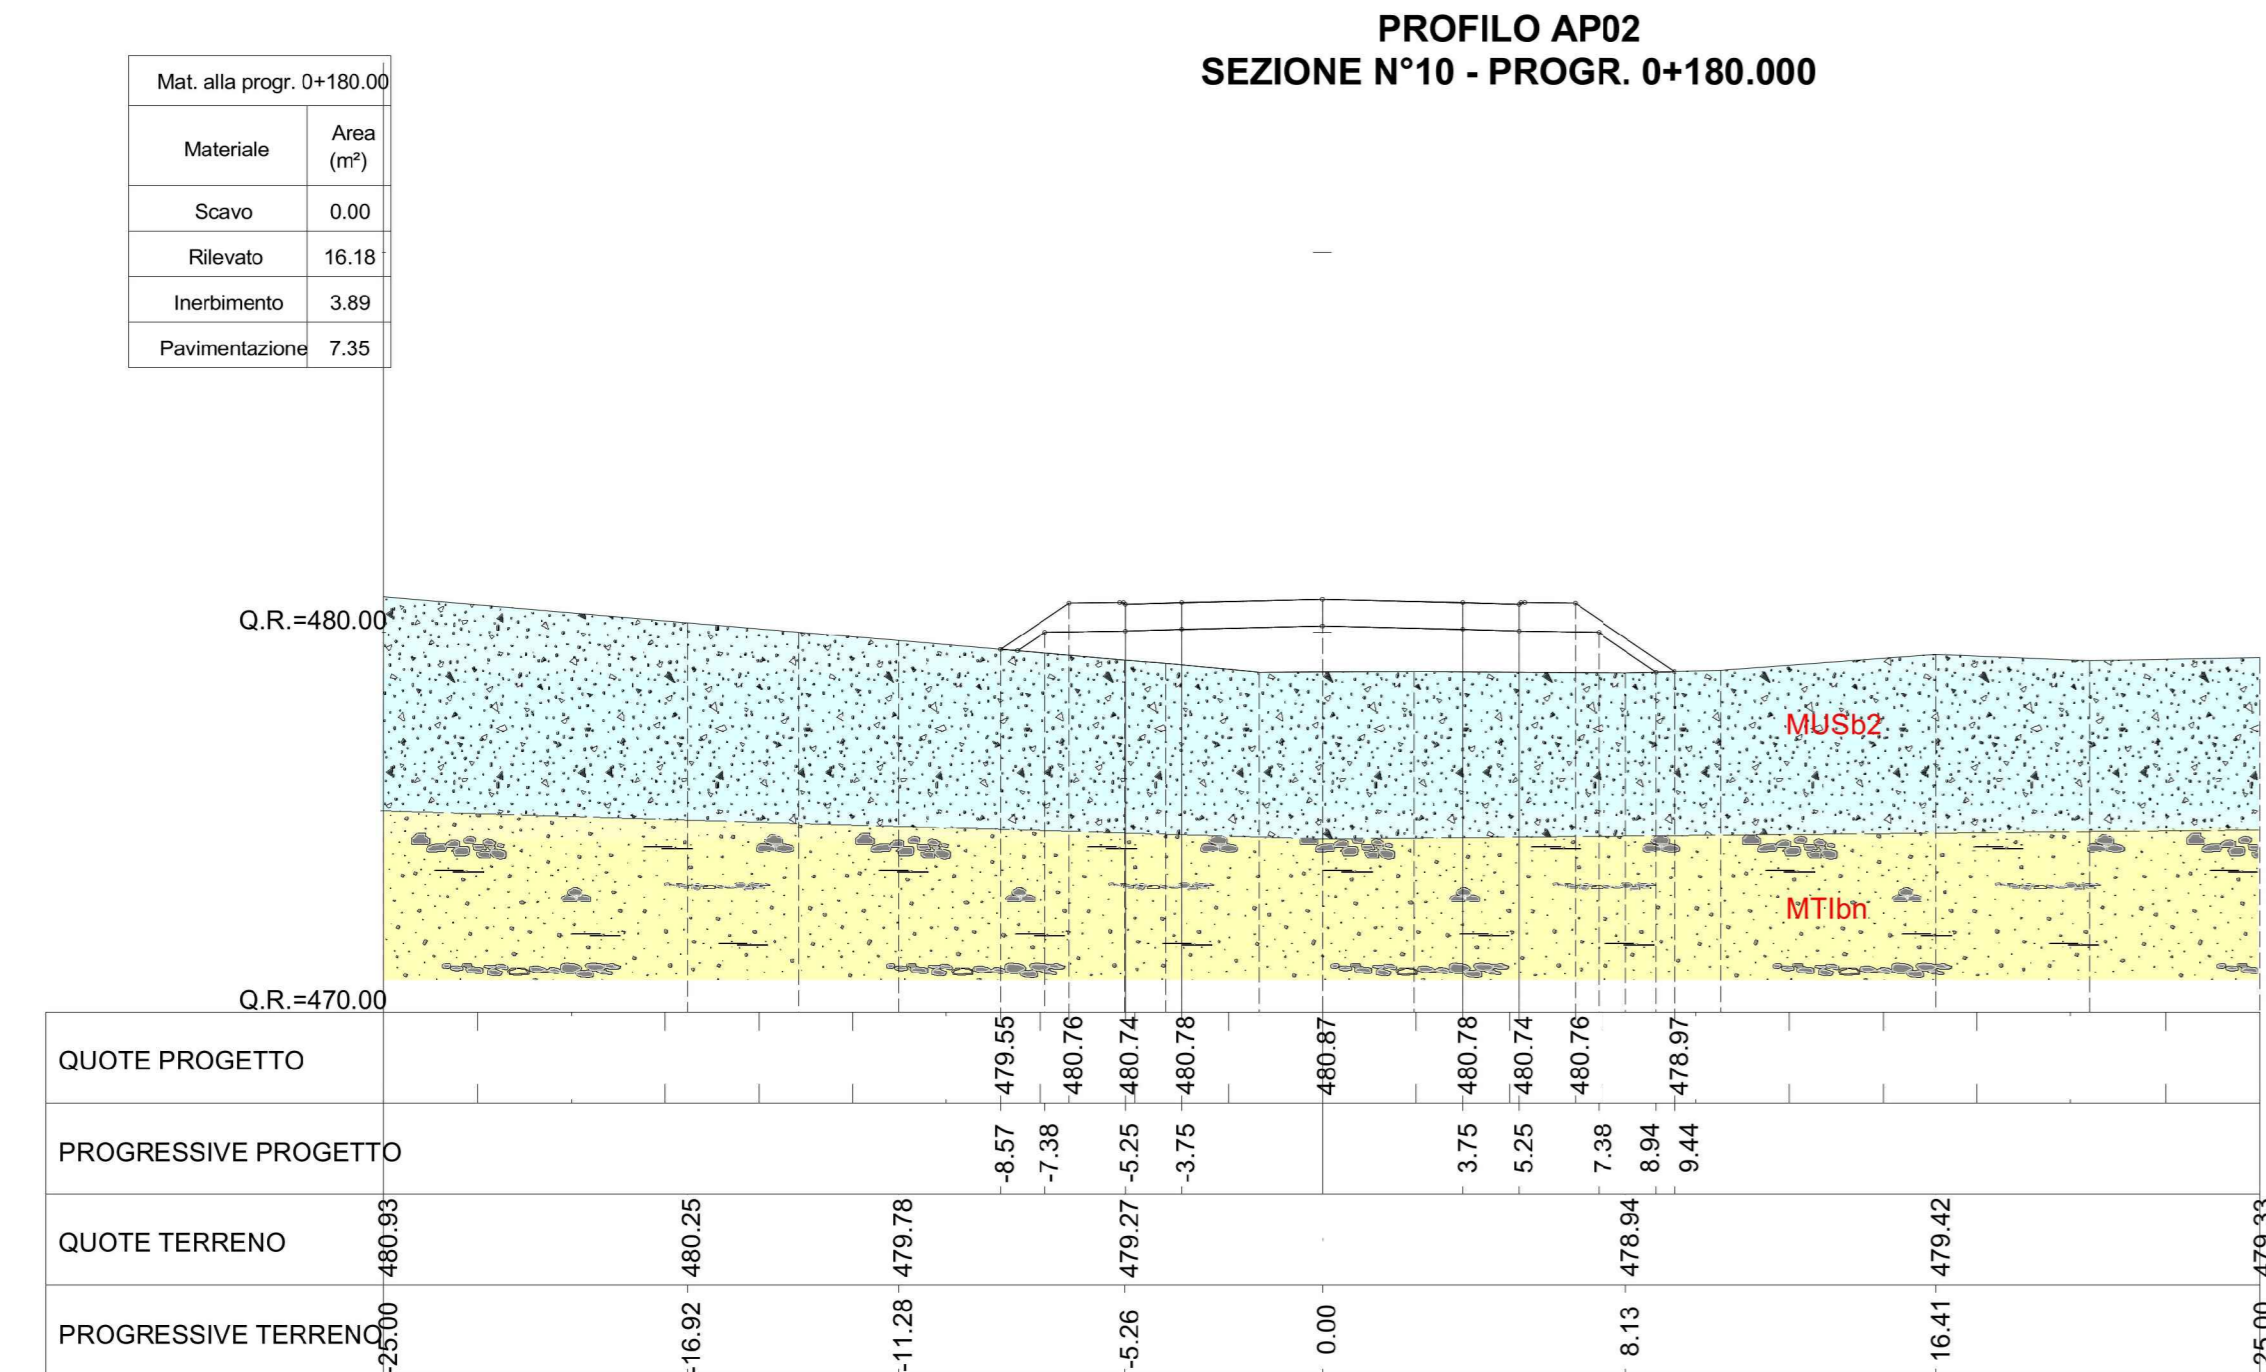 PROFILO AP02
SEZIONE N°10 - PROGR. 0+180.000
Mat. alla progr. 0+180.00
Materiale Area (m²)
Scavo 0.00
Rilevato 16.18
Inerbimento 3.89
Pavimentazione 7.35
Q.R.=480.00
MUSb2
MTIbn
Q.R.=470.00
QUOTE PROGETTO 479.55 480.76 480.74 480.78 480.87 480.78 480.74 480.76 478.97
PROGRESSIVE PROGETTO -8.57 -7.38 -5.25 -3.75 3.75 5.25 7.38 8.94 9.44
QUOTE TERRENO 480.93 480.25 479.78 479.27 478.94 479.42 479.33
PROGRESSIVE TERRENO -25.00 -16.92 -11.28 -5.26 0.00 8.13 16.41 25.00